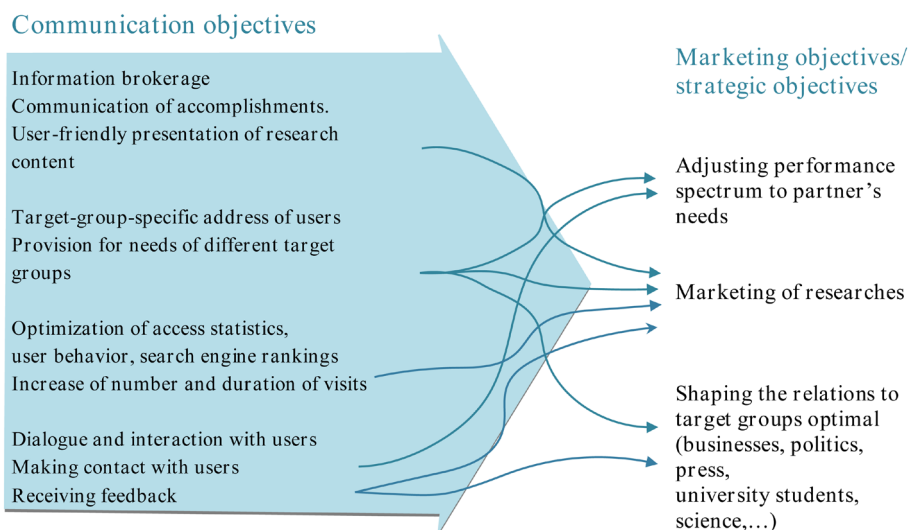 Communication objectives
Information brokerage
Communication of accomplishments.
User-friendly presentation of research
content
Target-group-specific address of users
Provision for needs of different target
groups
Optimization of access statistics,
user behavior, search engine rankings
Increase of number and duration of visits
Dialogue and interaction with users
Making contact with users
Receiving feedback
Marketing objectives/
strategic objectives
Adjusting performance
spectrum to partner’s
needs
Marketing of researches
Shaping the relations to
target groups optimal
(businesses, politics,
press,
university students,
science,…)